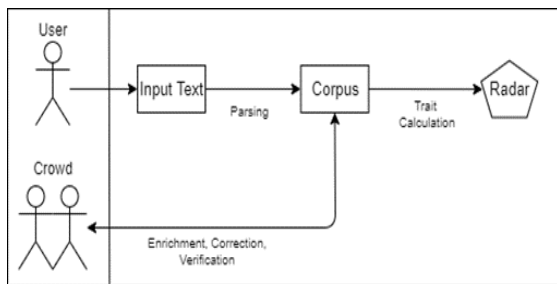 User
Input Text
Parsing
Corpus
Trait
Calculation
Radar
Crowd
Enrichment, Correction,
Verification